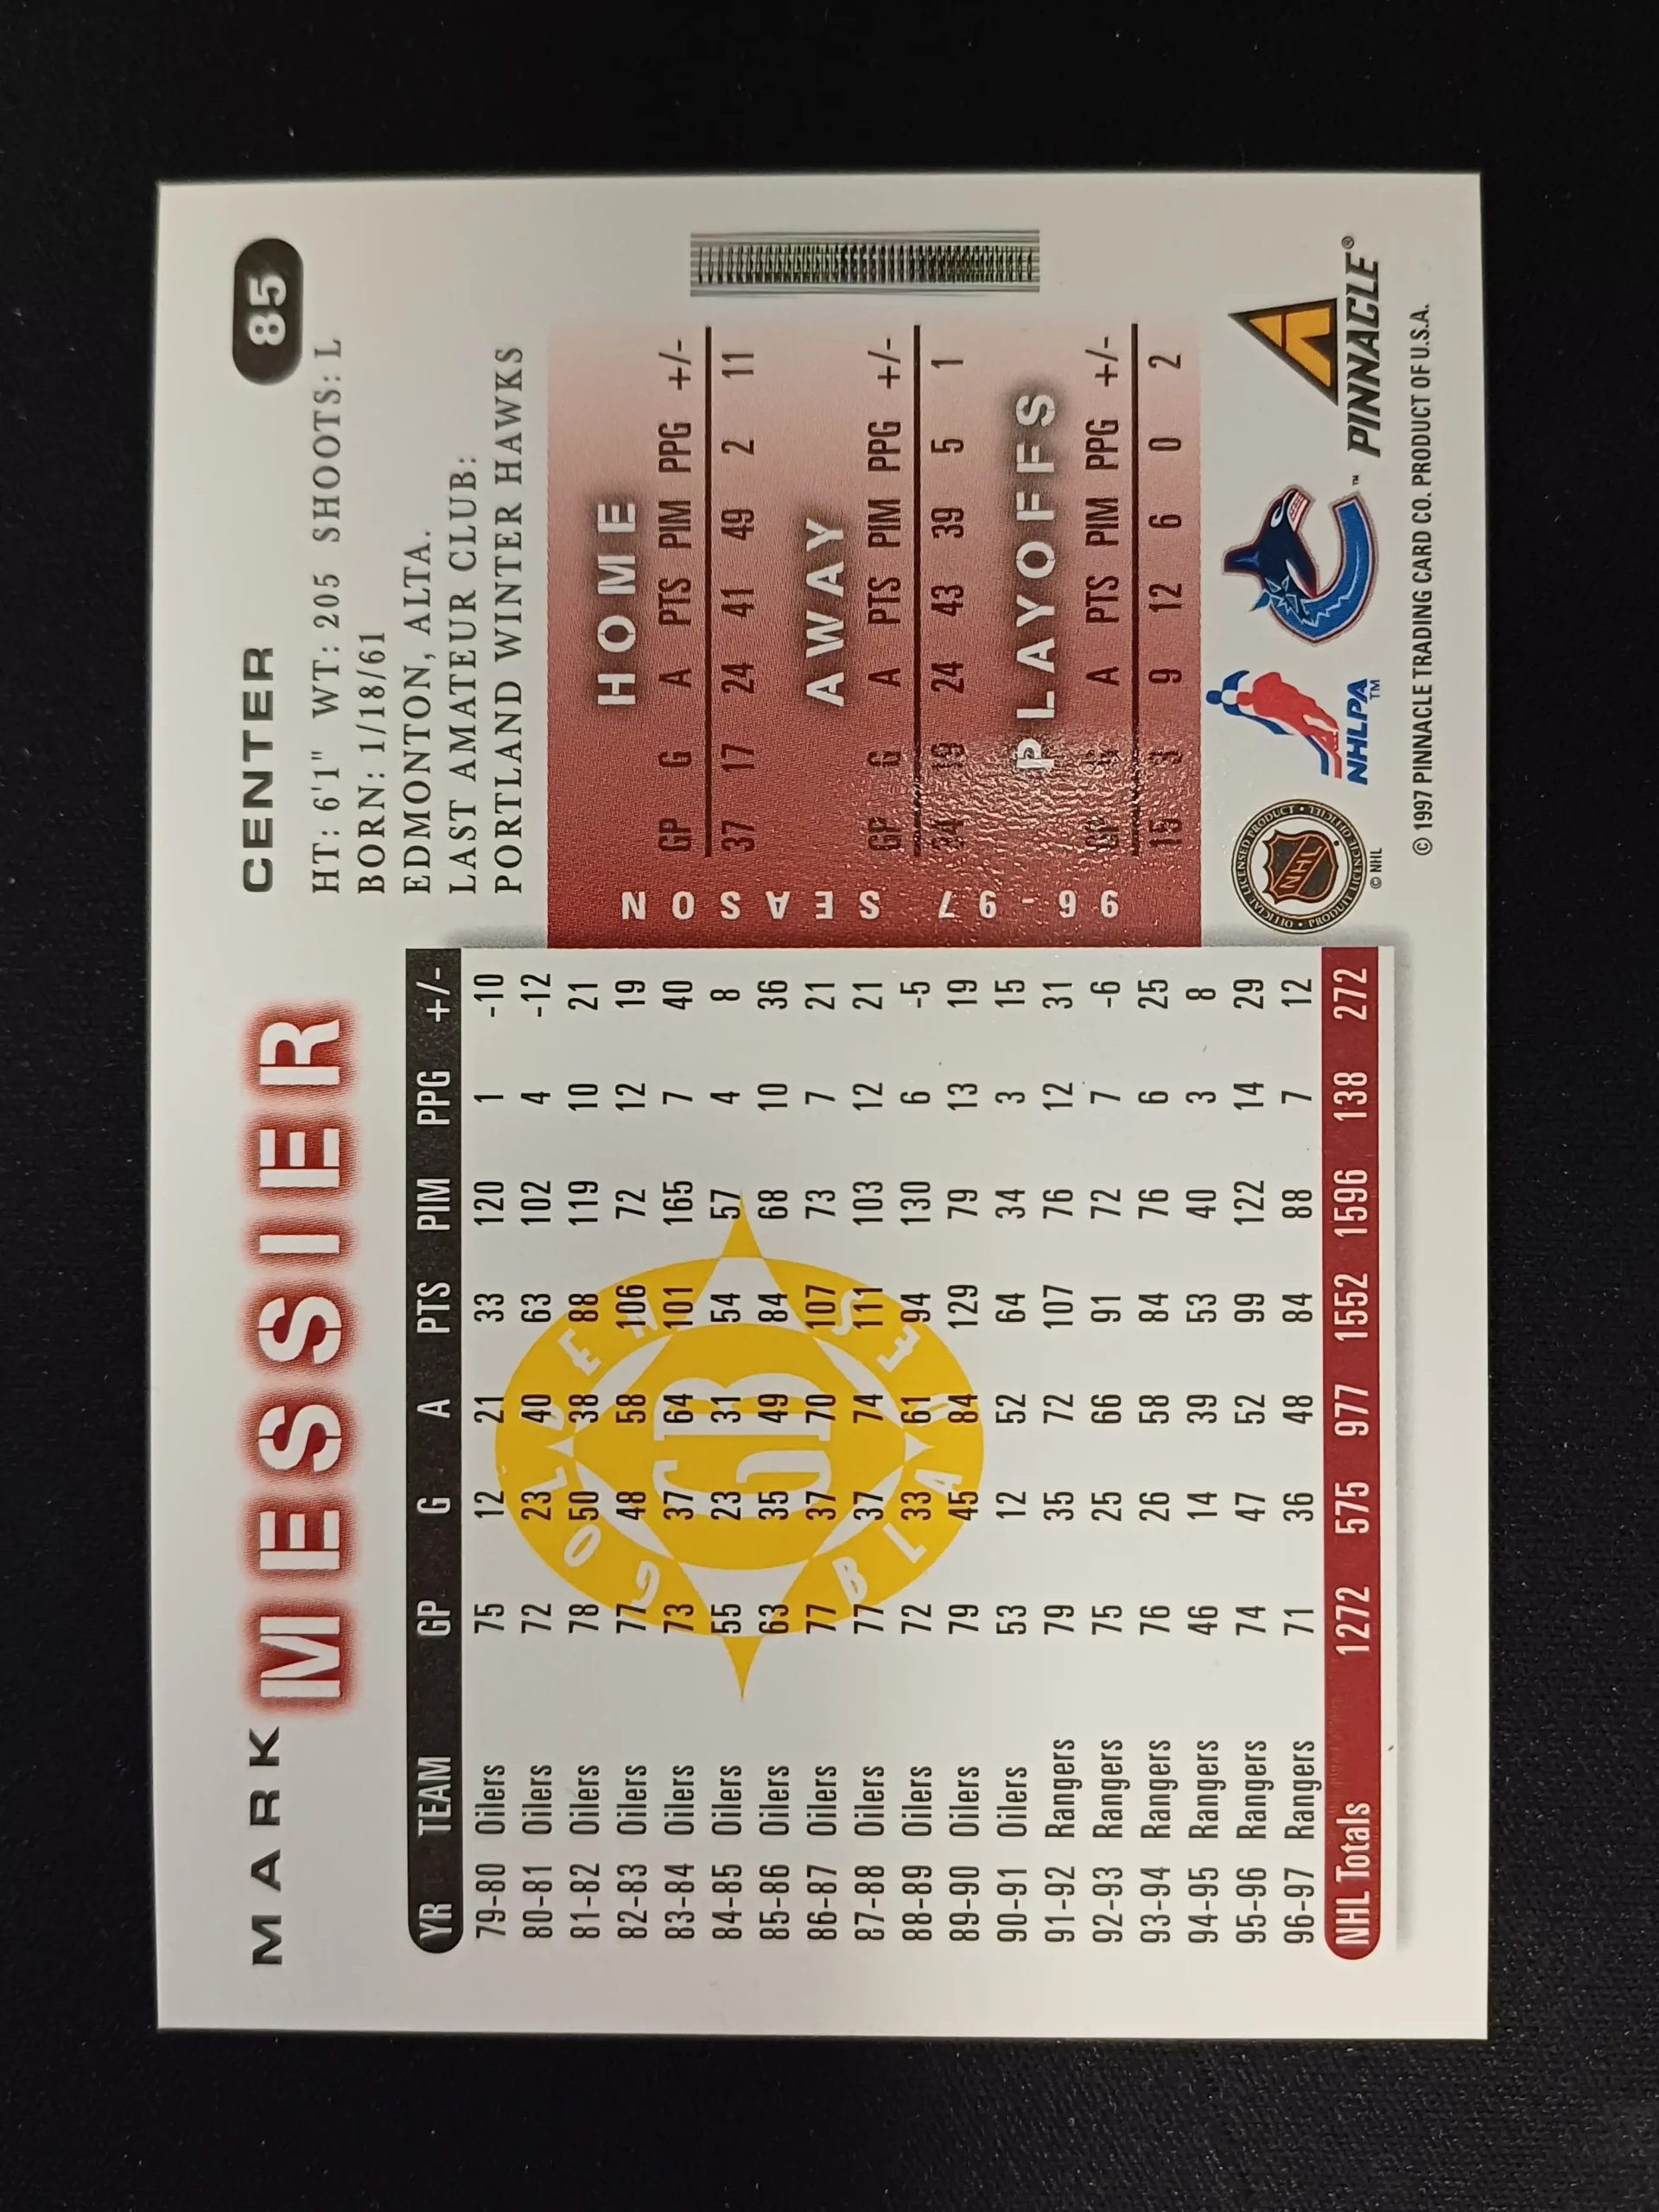 MARK MESSIER CENTER 85
HT: 6'1" WT: 205 SHOOTS: L
BORN: 1/18/61
EDMONTON, ALTA.
LAST AMATEUR CLUB:
PORTLAND WINTER HAWKS
YR TEAM GP G A PTS PIM PPG +/-
79-80 Oilers 75 12 21 33 120 1 -10
80-81 Oilers 72 23 40 63 102 4 -12
81-82 Oilers 78 50 38 88 119 10 21
82-83 Oilers 77 48 58 106 72 12 19
83-84 Oilers 73 37 64 101 165 7 40
84-85 Oilers 55 23 31 54 57 4 8
85-86 Oilers 63 35 49 84 68 10 36
86-87 Oilers 77 37 70 107 73 7 21
87-88 Oilers 77 37 74 111 103 12 21
88-89 Oilers 72 33 61 94 130 6 -5
89-90 Oilers 79 45 84 129 79 13 19
90-91 Oilers 53 12 52 64 34 3 15
91-92 Rangers 79 35 72 107 76 12 31
92-93 Rangers 75 25 66 91 72 7 -6
93-94 Rangers 76 26 58 84 76 6 25
94-95 Rangers 46 14 39 53 40 3 8
95-96 Rangers 74 47 52 99 122 14 29
96-97 Rangers 71 36 48 84 88 7 12
NHL Totals 1272 575 977 1552 1596 138 272
GOLDEN BLADES
GB
96-97 SEASON
HOME
GP G A PTS PIM PPG +/-
37 17 24 41 49 2 11
AWAY
GP G A PTS PIM PPG +/-
34 19 24 43 39 5 1
PLAYOFFS
GP G A PTS PIM PPG +/-
15 3 9 12 6 0 2
OFFICIAL LICENSED PRODUCT • PRODUIT LICENCIÉ OFFICIEL •
NHL
© NHL
NHLPA™
™
PINNACLE®
© 1997 PINNACLE TRADING CARD CO. PRODUCT OF U.S.A.